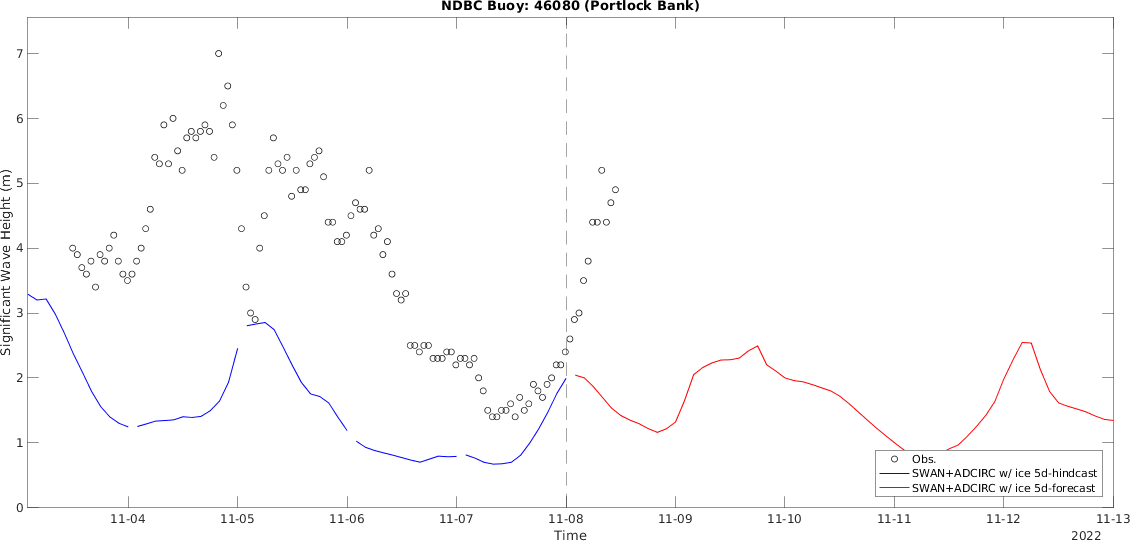 NDBC Buoy: 46080 (Portlock Bank)
Significant Wave Height (m)
7
6
5
4
3
2
1
0
Obs.
SWAN+ADCIRC w/ ice 5d-hindcast
SWAN+ADCIRC w/ ice 5d-forecast
11-04 11-05 11-06 11-07 11-08 11-09 11-10 11-11 11-12 11-13
Time
2022